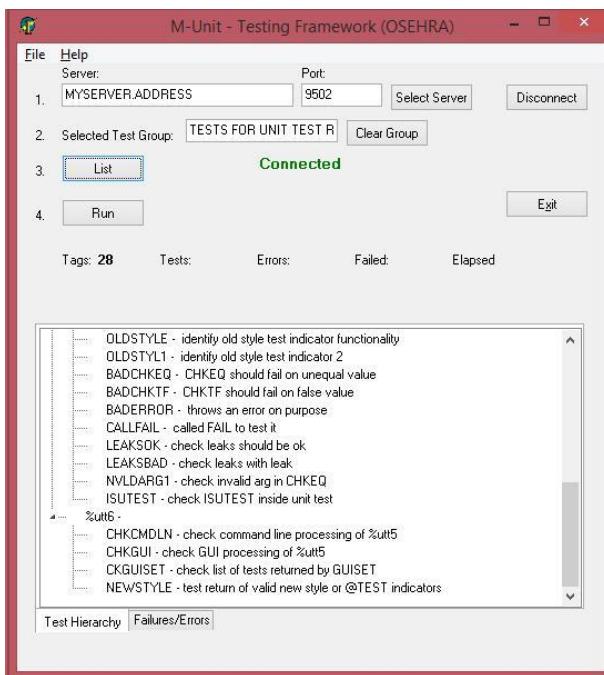 M-Unit - Testing Framework (OSEHRA)
File Help
Server: Port:
1. MYSERVER.ADDRESS 9502 Select Server Disconnect
2. Selected Test Group: TESTS FOR UNIT TEST R Clear Group
3. List Connected
Exit
4. Run
Tags: 28 Tests: Errors: Failed: Elapsed
OLDSTYLE - identify old style test indicator functionality
OLDSTYL1 - identify old style test indicator 2
BADCHKEQ - CHKEQ should fail on unequal value
BADCHKTF - CHKTF should fail on false value
BADERROR - throws an error on purpose
CALLFAIL - called FAIL to test it
LEAKSOK - check leaks should be ok
LEAKSBAD - check leaks with leak
NVLDARG1 - check invalid arg in CHKEQ
ISUTEST - check ISUTEST inside unit test
%utt6 -
CHKCMDLN - check command line processing of %utt5
CHKGUI - check GUI processing of %utt5
CKGUISET - check list of tests returned by GUISET
NEWSTYLE - test return of valid new style or @TEST indicators
Test Hierarchy Failures/Errors